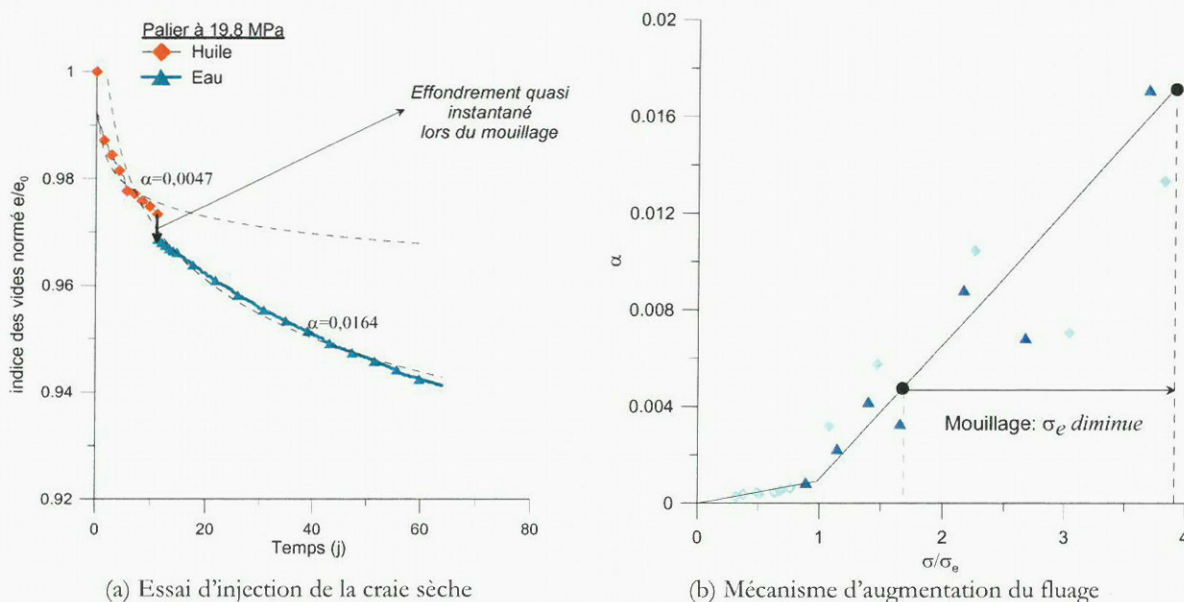 Palier à 19.8 MPa
Huile
Eau
Effondrement quasi
instantané
lors du mouillage
α=0,0047
α=0,0164
indice des vides normé e/e₀
1
0.98
0.96
0.94
0.92
0
20
40
60
80
Temps (j)
(a) Essai d'injection de la craie sèche
0.02
0.016
0.012
0.008
0.004
0
α
Mouillage: σₑ diminue
0
1
2
3
4
σ/σₑ
(b) Mécanisme d'augmentation du fluage